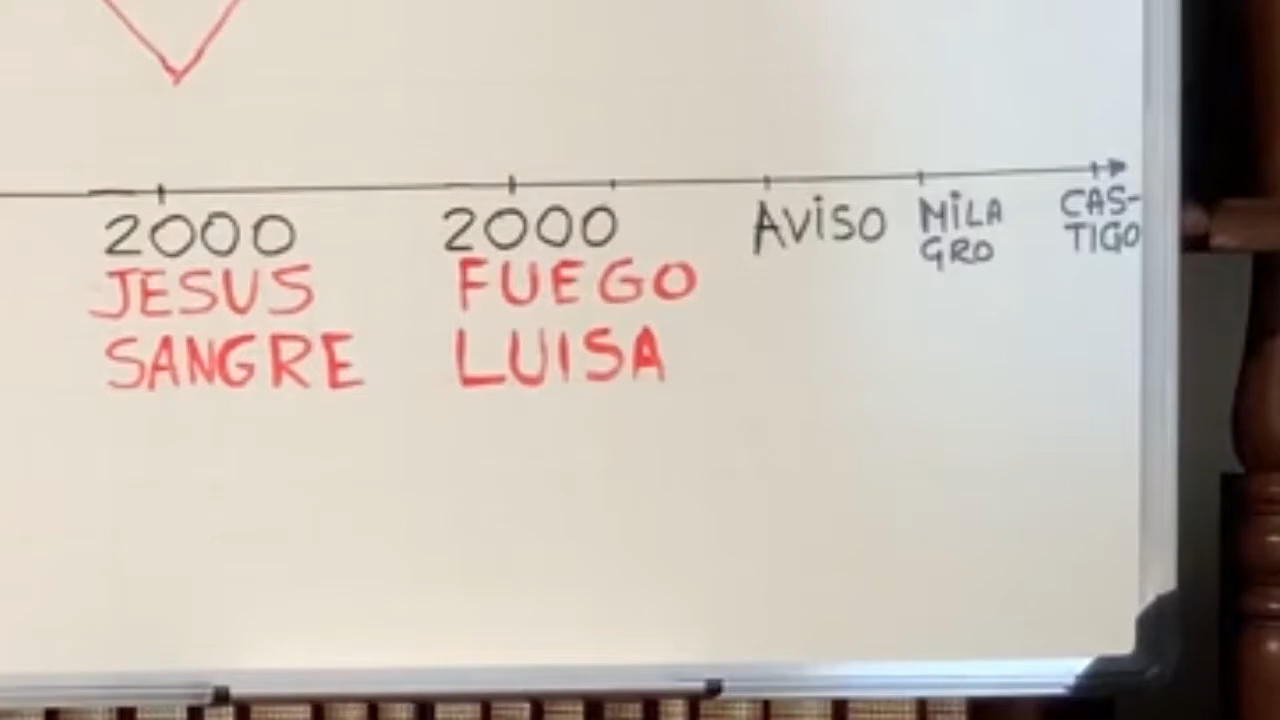 2000 2000 AVISO MILA
GRO CAS-
TIGO
JESUS FUEGO
SANGRE LUISA